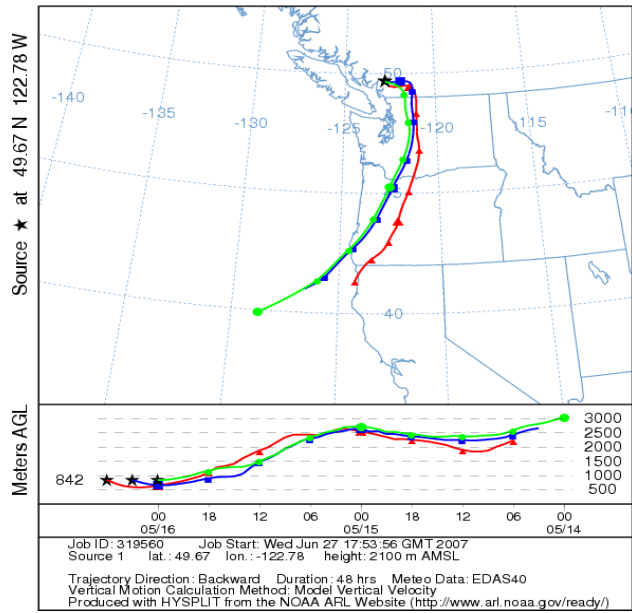 Source ★ at 49.67 N 122.78 W
-140
-130
-125
-120
-115
-110
50
45
40
Meters AGL
842
3000
2500
2000
1500
1000
500
00 18 12 06 00 18 12 06 00
05/16 05/15 05/14
Job ID: 319560 Job Start: Wed Jun 27 17:53:56 GMT 2007
Source 1 lat.: 49.67 lon.: -122.78 height: 2100 m AMSL
Trajectory Direction: Backward Duration: 48 hrs Meteo Data: EDAS40
Vertical Motion Calculation Method: Model Vertical Velocity
Produced with HYSPLIT from the NOAA ARL Website (http://www.arl.noaa.gov/ready/)